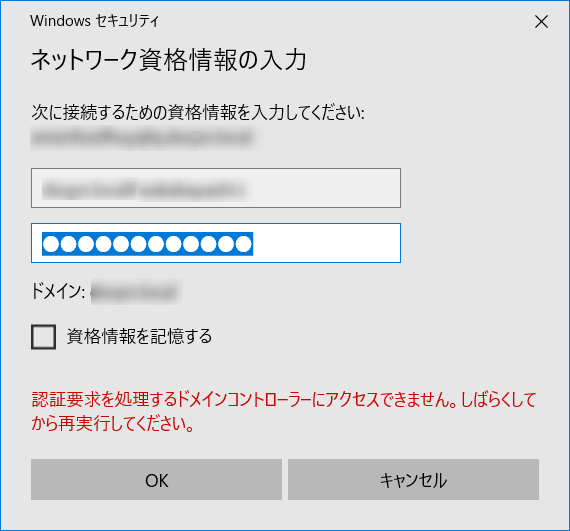 Windows セキュリティ
ネットワーク資格情報の入力
次に接続するための資格情報を入力してください:
●●●●●●●●●●●●
ドメイン:
資格情報を記憶する
認証要求を処理するドメインコントローラーにアクセスできません。しばらくして
から再実行してください。
OK
キャンセル